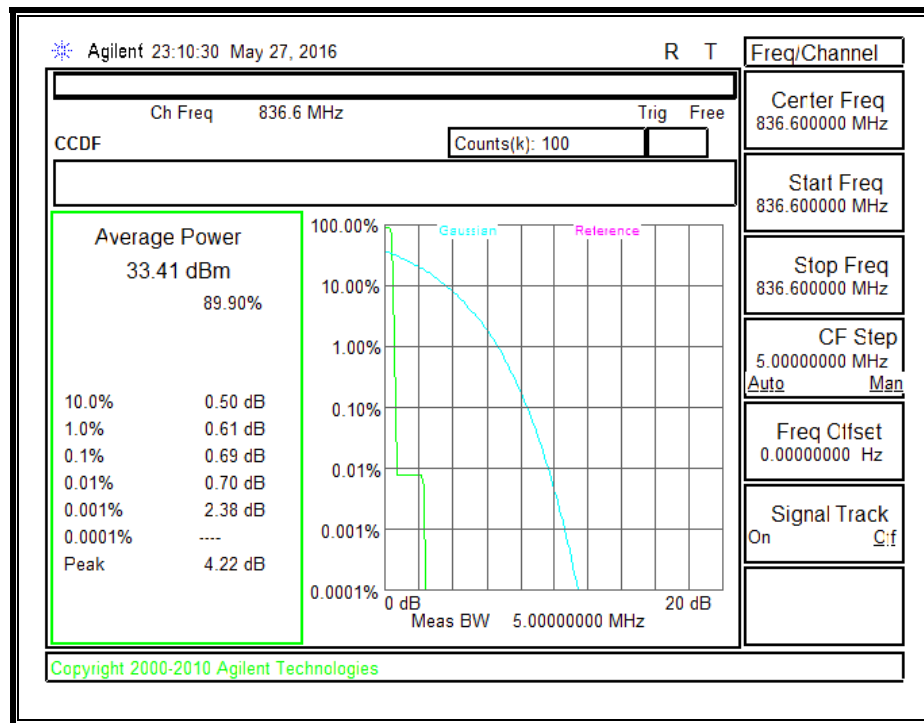 Agilent 23:10:30 May 27, 2016 R T
Ch Freq 836.6 MHz Trig Free
CCDF
Counts(k): 100
Average Power
33.41 dBm
89.90%
10.0% 0.50 dB
1.0% 0.61 dB
0.1% 0.69 dB
0.01% 0.70 dB
0.001% 2.38 dB
0.0001% ----
Peak 4.22 dB
Gaussian Reference
100.00%
10.00%
1.00%
0.10%
0.01%
0.001%
0.0001%
0 dB 20 dB
Meas BW 5.00000000 MHz
Freq/Channel
Center Freq
836.600000 MHz
Start Freq
836.600000 MHz
Stop Freq
836.600000 MHz
CF Step
5.00000000 MHz
Auto Man
Freq Offset
0.00000000 Hz
Signal Track
On Off
Copyright 2000-2010 Agilent Technologies